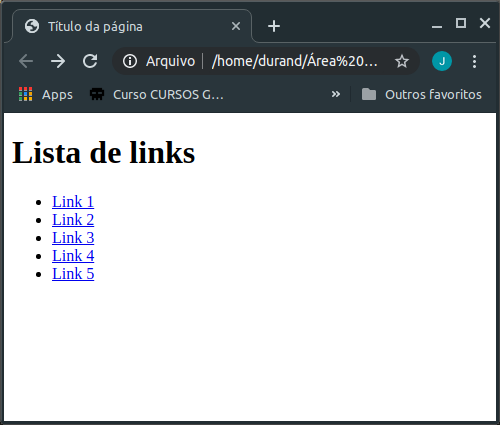 Título da página
Arquivo | /home/durand/Área%20...
J
Apps
Curso CURSOS G...
»
Outros favoritos
Lista de links
Link 1
Link 2
Link 3
Link 4
Link 5